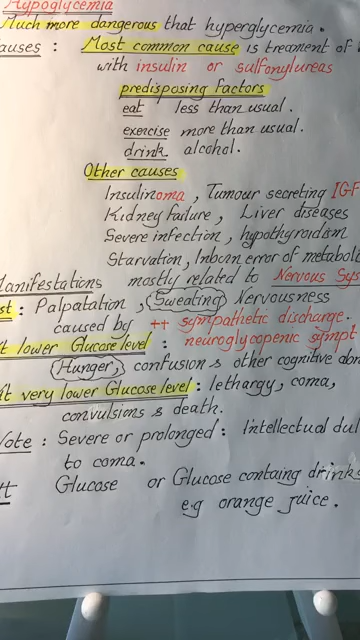 Hypoglycemia
Much more dangerous that hyperglycemia.
auses : Most common cause is treament of
with insulin or sulfonylureas
predisposing factors
eat less than usual.
exercise more than usual.
drink alcohol.
Other causes
Insulinoma, Tumour secreting IGF
Kidney failure, Liver diseases
Severe infection, hypothyroidism
Starvation, Inborn error of metabol
Manifestations mostly related to Nervous Sys
st: Palpatation, Sweating, Nervousness
caused by ++ sympathetic discharge.
t lower Glucose level : neuroglycopenic sympt
Hunger, confusion & other cognitive abn
t very lower Glucose level: lethargy, coma,
convulsions & death.
Note : Severe or prolonged: Intellectual dul
to coma.
tt Glucose or Glucose containg drinks
e.g orange juice.